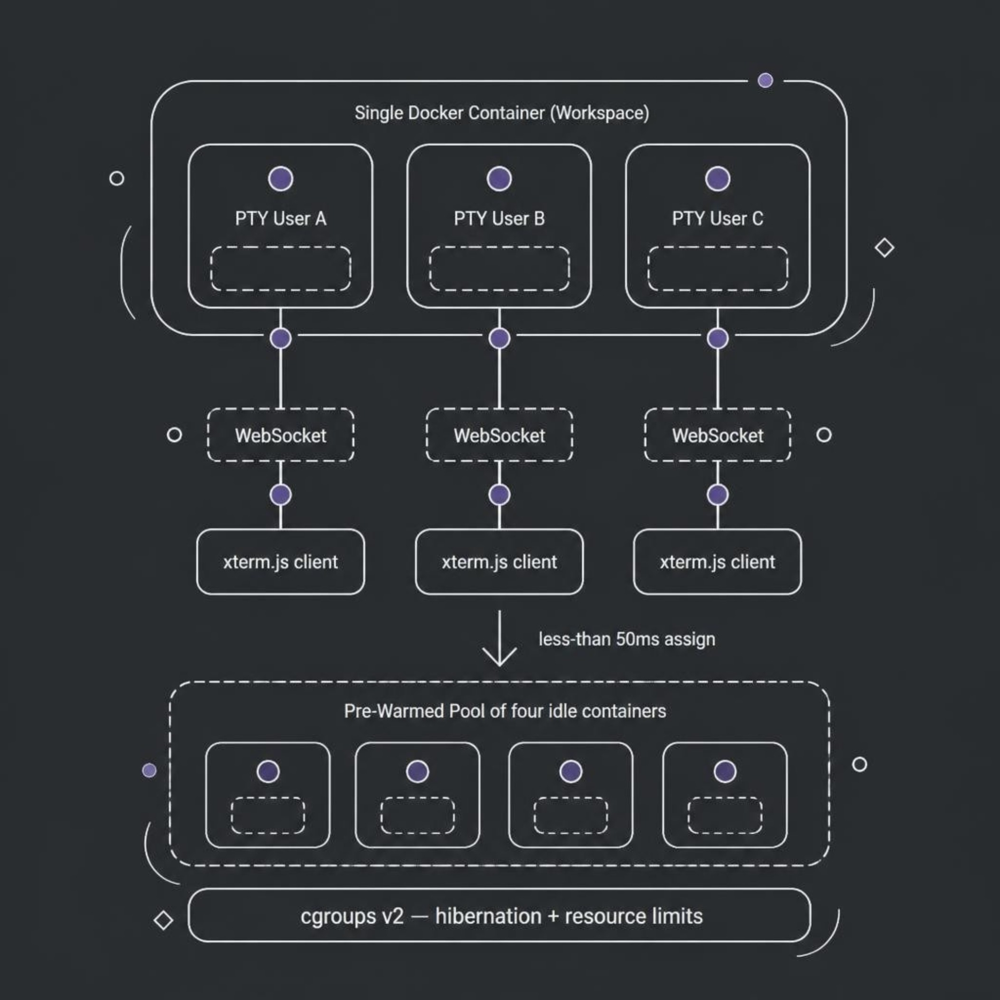 Single Docker Container (Workspace)
PTY User A
PTY User B
PTY User C
WebSocket
WebSocket
WebSocket
xterm.js client
xterm.js client
xterm.js client
less-than 50ms assign
Pre-Warmed Pool of four idle containers
cgroups v2 — hibernation + resource limits